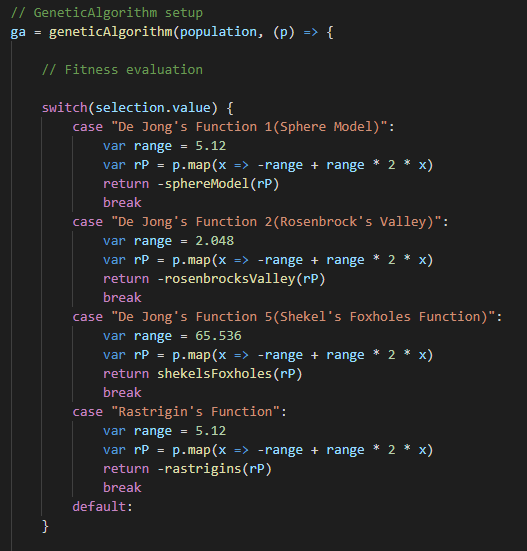 // GeneticAlgorithm setup
ga = geneticAlgorithm(population, (p) => {
// Fitness evaluation
switch(selection.value) {
case "De Jong's Function 1(Sphere Model)":
var range = 5.12
var rP = p.map(x => -range + range * 2 * x)
return -sphereModel(rP)
break
case "De Jong's Function 2(Rosenbrock's Valley)":
var range = 2.048
var rP = p.map(x => -range + range * 2 * x)
return -rosenbrocksValley(rP)
break
case "De Jong's Function 5(Shekel's Foxholes Function)":
var range = 65.536
var rP = p.map(x => -range + range * 2 * x)
return shekelsFoxholes(rP)
break
case "Rastrigin's Function":
var range = 5.12
var rP = p.map(x => -range + range * 2 * x)
return -rastrigins(rP)
break
default:
}